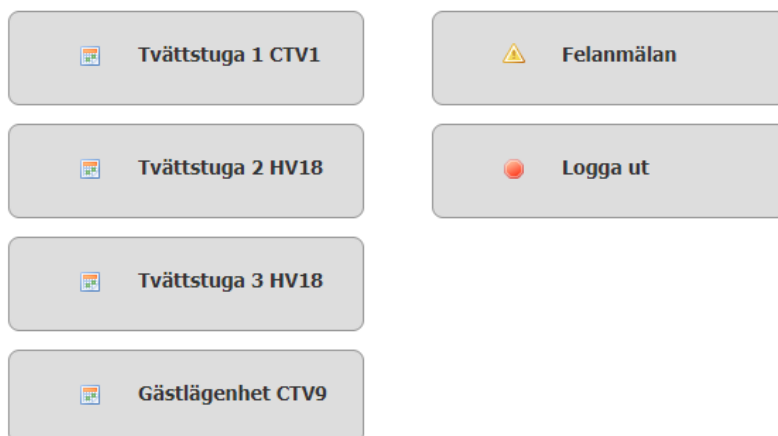 Tvättstuga 1 CTV1
Felanmälan
Tvättstuga 2 HV18
Logga ut
Tvättstuga 3 HV18
Gästlägenhet CTV9